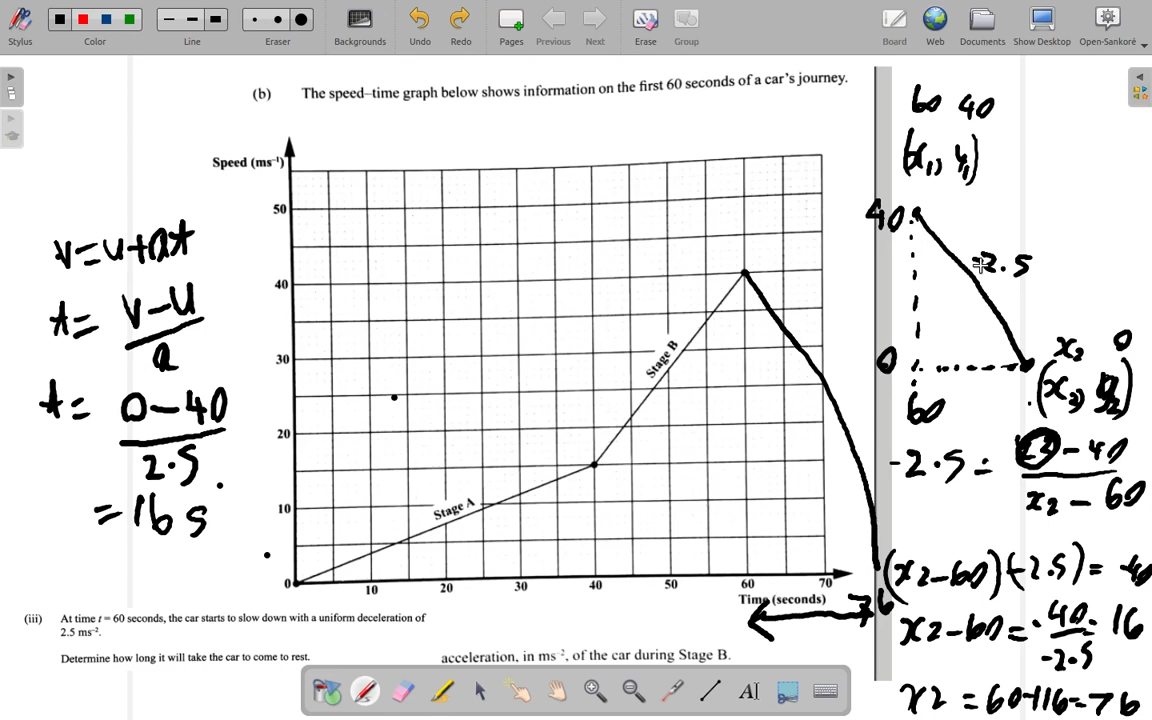 Stylus
Color
Line
Eraser
Backgrounds
Undo
Redo
Pages
Previous
Next
Erase
Group
Board
Web
Documents
Show Desktop
Open-Sankoré
(b) The speed–time graph below shows information on the first 60 seconds of a car's journey.
Speed (ms⁻¹)
50
40
30
20
10
0
10 20 30 40 50 60 70
Time (seconds)
Stage A
Stage B
76
v=u+at
t= v-u / a
t= 0-40 / 2.5
=16 s
60 40
(x₁, y₁)
40
-2.5
0
60
x₂ 0
-2.5 = -40 / x₂ - 60
(x2-60)(-2.5) = -40
x2-60 = -40 / -2.5 16
x2 = 60+16=76
(iii) At time t = 60 seconds, the car starts to slow down with a uniform deceleration of
2.5 ms⁻².
Determine how long it will take the car to come to rest.
acceleration, in ms⁻², of the car during Stage B.